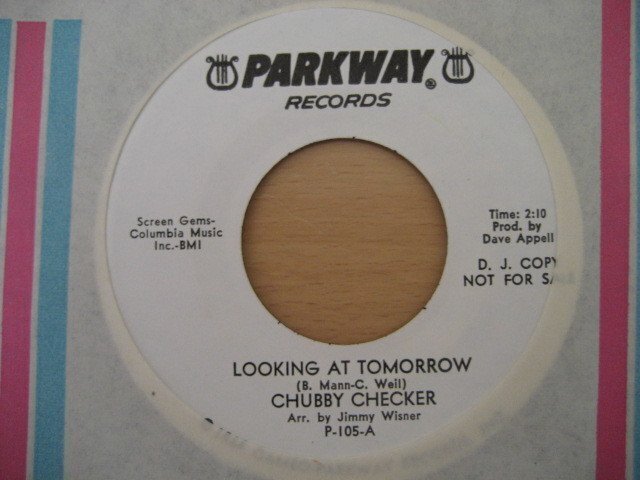 PARKWAY®
RECORDS
Screen Gems-
Columbia Music
Inc.-BMI
Time: 2:10
Prod. by
Dave Appell
D. J. COPY
NOT FOR SALE
LOOKING AT TOMORROW
(B. Mann-C. Weil)
CHUBBY CHECKER
Arr. by Jimmy Wisner
P-105-A